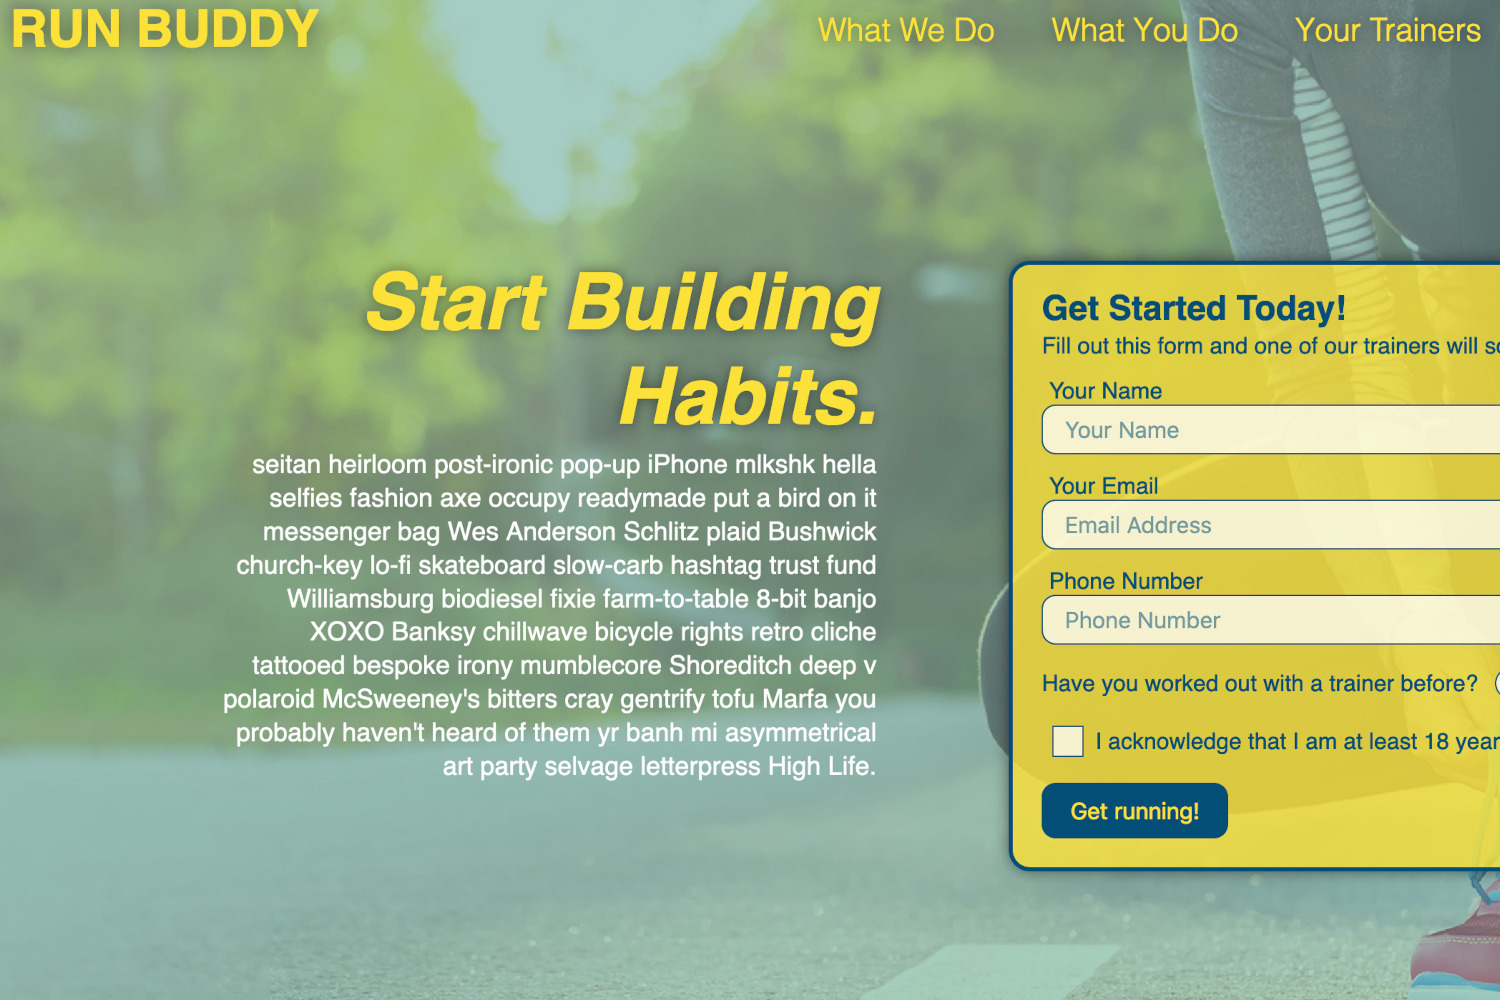 RUN BUDDY
What We Do
What You Do
Your Trainers
Start Building
Habits.
seitan heirloom post-ironic pop-up iPhone mlkshk hella
selfies fashion axe occupy readymade put a bird on it
messenger bag Wes Anderson Schlitz plaid Bushwick
church-key lo-fi skateboard slow-carb hashtag trust fund
Williamsburg biodiesel fixie farm-to-table 8-bit banjo
XOXO Banksy chillwave bicycle rights retro cliche
tattooed bespoke irony mumblecore Shoreditch deep v
polaroid McSweeney's bitters cray gentrify tofu Marfa you
probably haven't heard of them yr banh mi asymmetrical
art party selvage letterpress High Life.
Get Started Today!
Fill out this form and one of our trainers will
Your Name
Your Name
Your Email
Email Address
Phone Number
Phone Number
Have you worked out with a trainer before?
I acknowledge that I am at least 18
Get running!